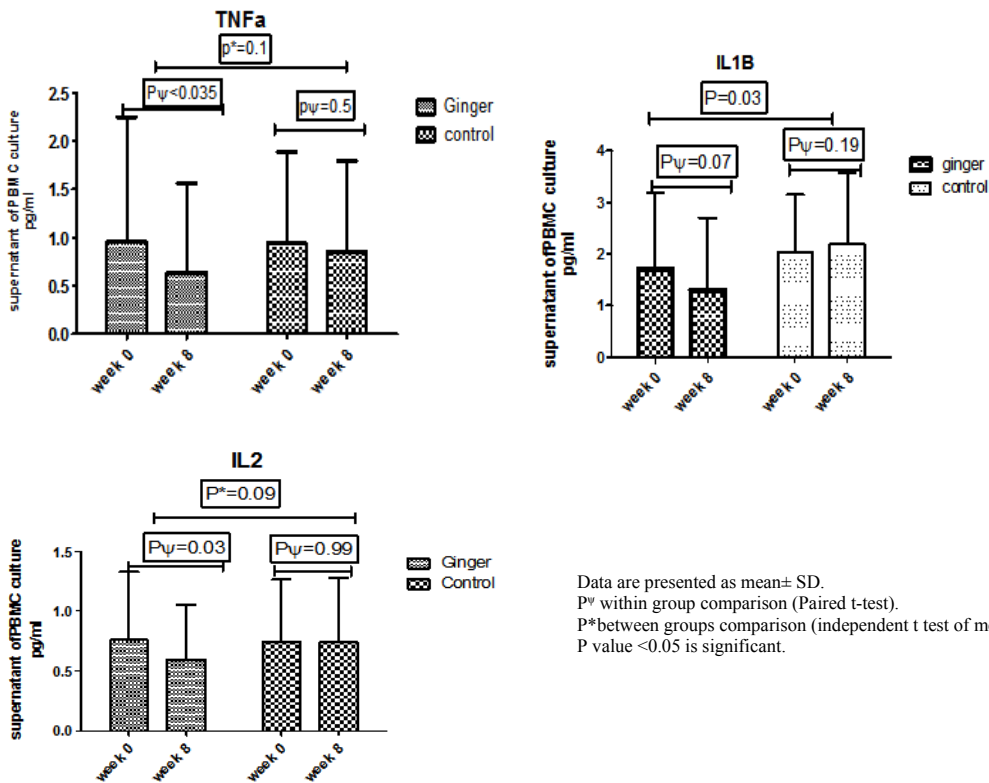 TNFa
p*=0.1
Pψ<0.035
pψ=0.5
2.5
2.0
1.5
1.0
0.5
0.0
supernatant of PBM C culture
pg/ml
week 0
week 8
week 0
week 8
Ginger
control
IL1B
P=0.03
Pψ=0.07
Pψ=0.19
4
3
2
1
0
supernatant ofPBMC culture
pg/ml
week 0
week 8
week 0
week 8
ginger
control
IL2
P*=0.09
Pψ=0.03
Pψ=0.99
1.5
1.0
0.5
0.0
supernatant ofPBMC culture
pg/ml
week 0
week 8
week 0
week 8
Ginger
Control
Data are presented as mean± SD.
Pψ within group comparison (Paired t-test).
P*between groups comparison (independent t test of m
P value <0.05 is significant.